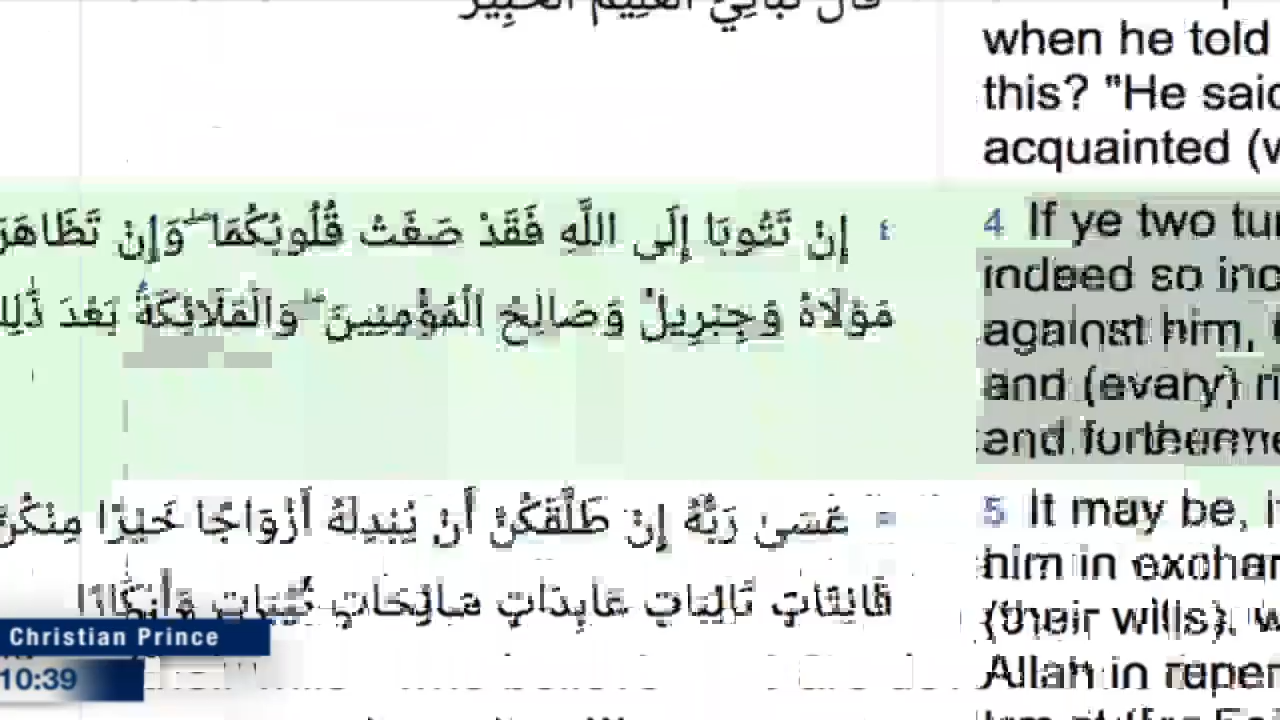 قَالَ نَبَّأَنِيَ الْعَلِيمُ الْخَبِيرُ
when he told
this? "He said
acquainted (w
٤ إِنْ تَتُوبَا إِلَى اللَّهِ فَقَدْ صَغَتْ قُلُوبُكُمَا ۖ وَإِنْ تَظَاهَرَ
مَوْلَاهُ وَجِبْرِيلُ وَصَالِحُ الْمُؤْمِنِينَ ۖ وَالْمَلَائِكَةُ بَعْدَ ذَٰلِكَ
4 If ye two tur
indeed so inc
against him,
and (every) ri
and furthermo
عَسَىٰ رَبُّهُ إِنْ طَلَّقَكُنَّ أَنْ يُبْدِلَهُ أَزْوَاجًا خَيْرًا مِنْكُنَّ
قَانِتَاتٍ تَائِبَاتٍ عَابِدَاتٍ سَائِحَاتٍ ثَيِّبَاتٍ وَأَبْكَارًا
5 It may be, i
him in exchan
(their wills), w
Allah in repen
Christian Prince
10:39